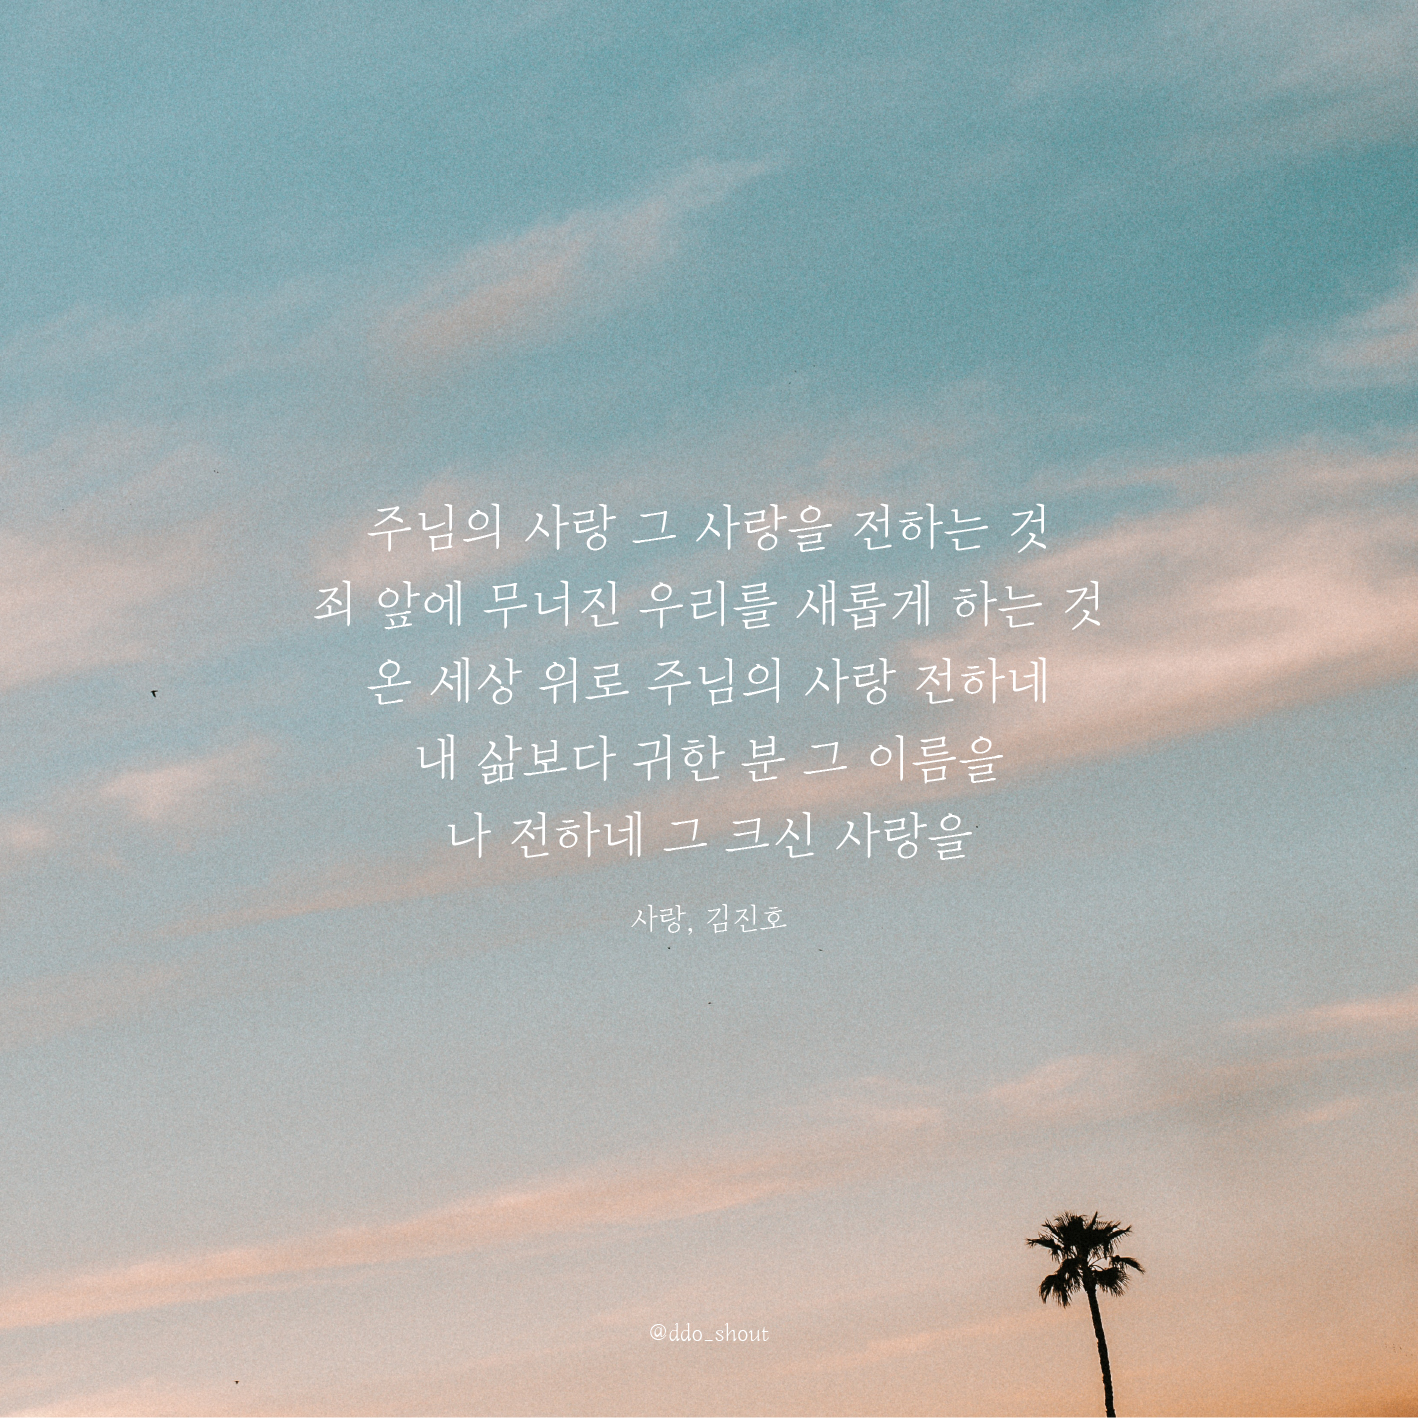 주님의 사랑 그 사랑을 전하는 것
죄 앞에 무너진 우리를 새롭게 하는 것
온 세상 위로 주님의 사랑 전하네
내 삶보다 귀한 분 그 이름을
나 전하네 그 크신 사랑을
사랑, 김진호
@ddo_shout